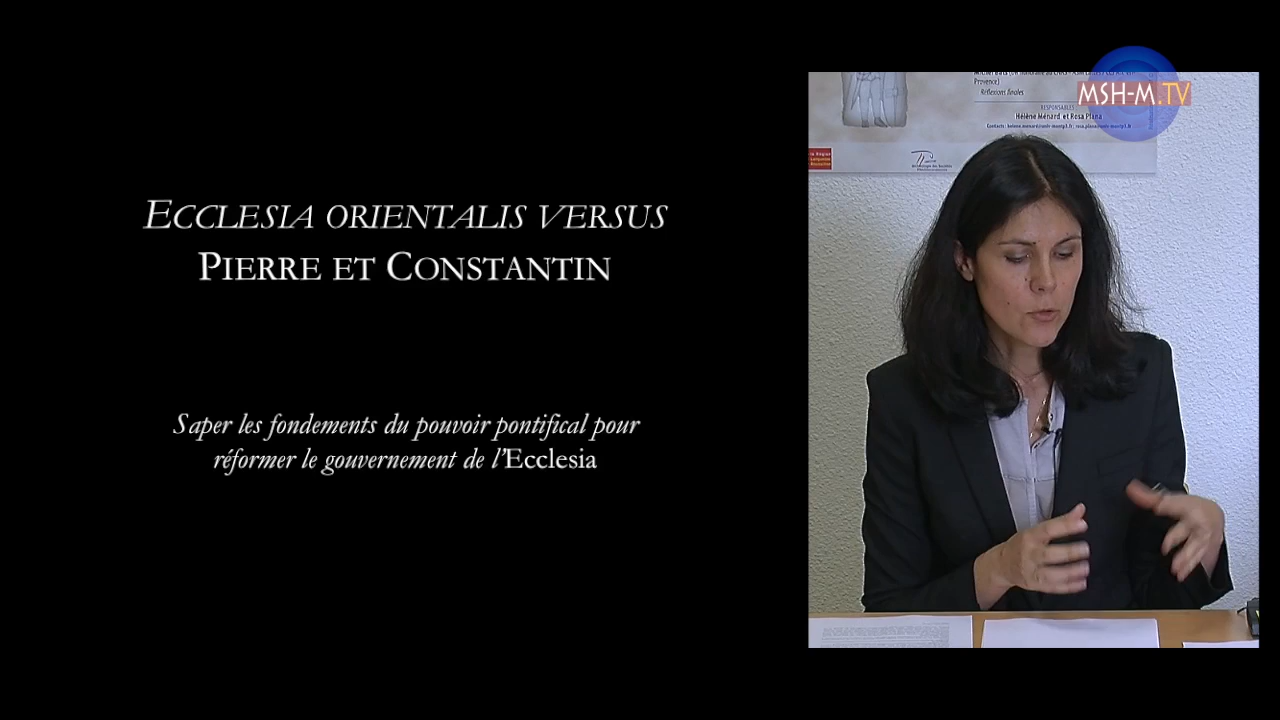 ECCLESIA ORIENTALIS VERSUS
PIERRE ET CONSTANTIN
Saper les fondements du pouvoir pontifical pour
réformer le gouvernement de l'Ecclesia
MSH-M.TV
Provence)
Réflexions finales
RESPONSABLES
Hélène Ménard et Rosa Plana